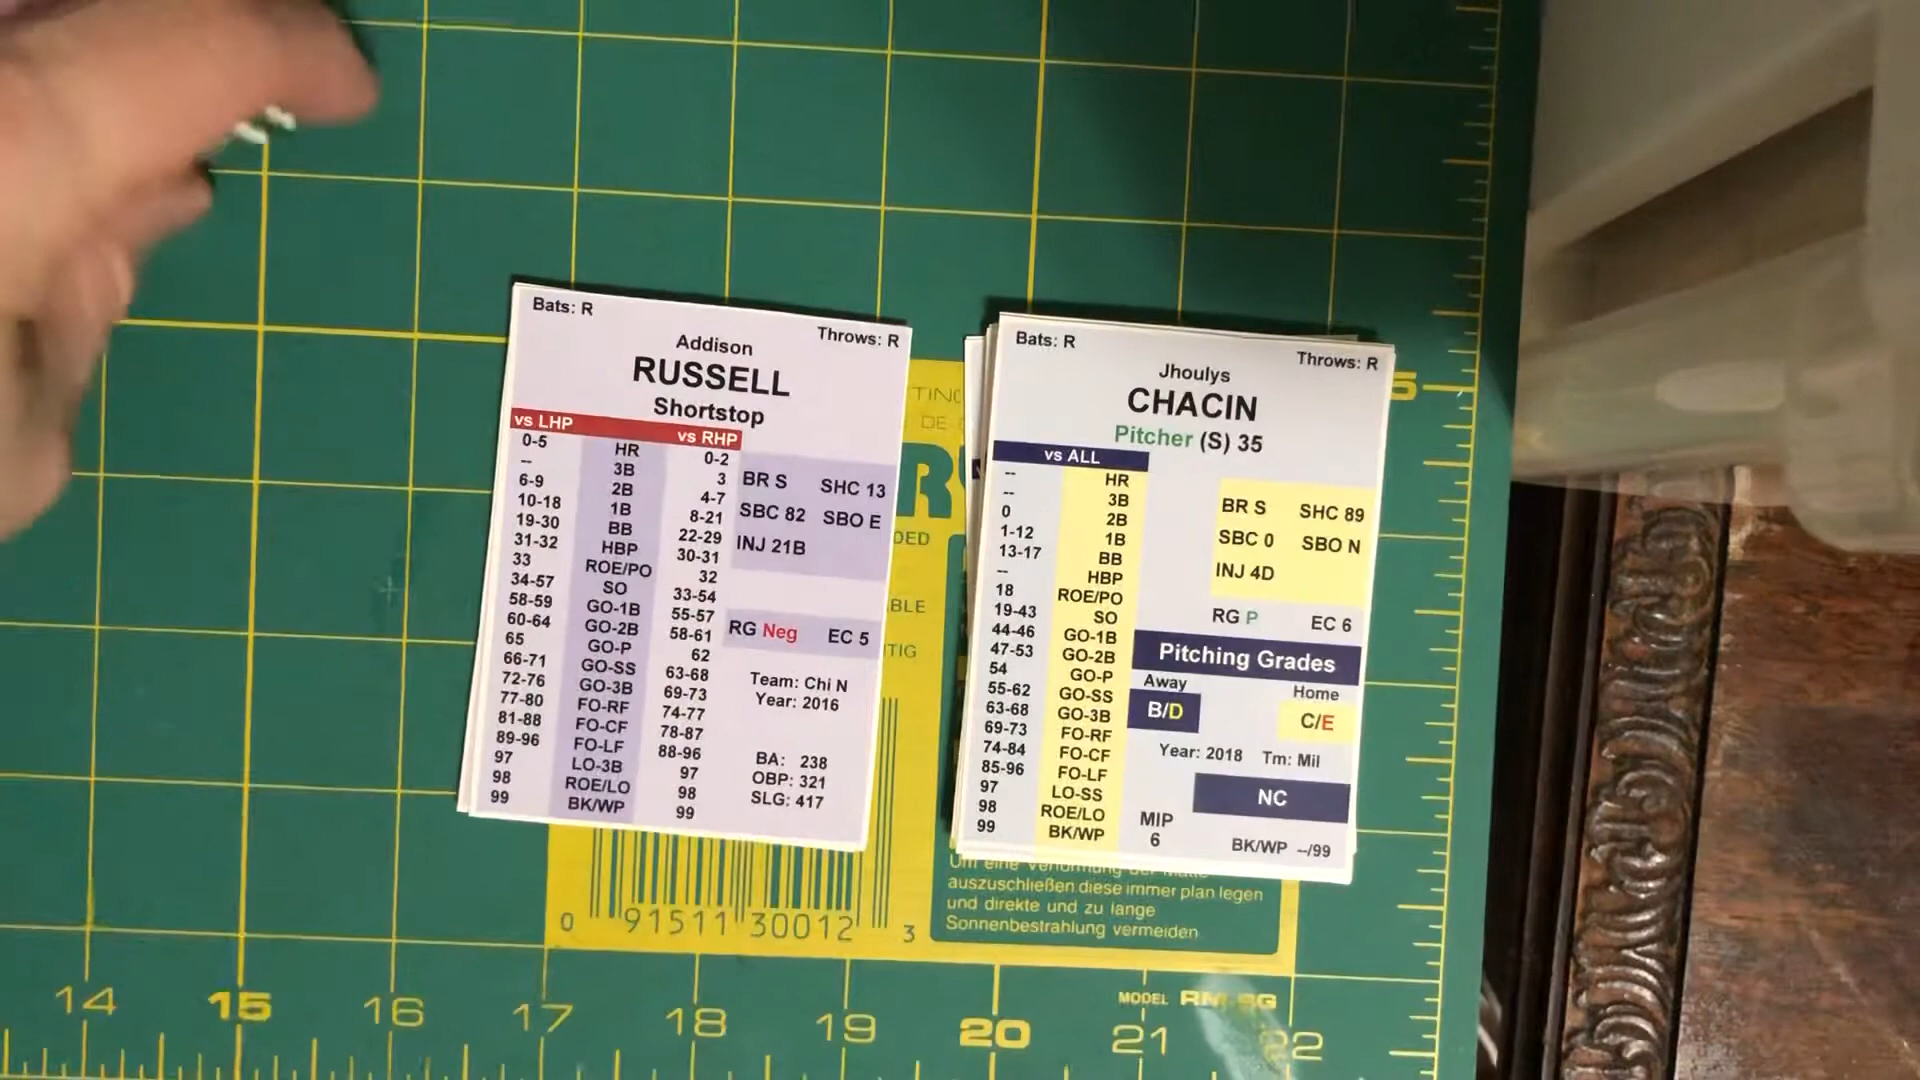 Bats: R
Throws: R
Addison
RUSSELL
Shortstop
vs LHP vs RHP
0-5 HR 0-2
-- 3B 3
6-9 2B 4-7
10-18 1B 8-21
19-30 BB 22-29
31-32 HBP 30-31
33 ROE/PO 32
34-57 SO 33-54
58-59 GO-1B 55-57
60-64 GO-2B 58-61
65 GO-P 62
66-71 GO-SS 63-68
72-76 GO-3B 69-73
77-80 FO-RF 74-77
81-88 FO-CF 78-87
89-96 FO-LF 88-96
97 LO-3B 97
98 ROE/LO 98
99 BK/WP 99
BR S SHC 13
SBC 82 SBO E
INJ 21B
RG Neg EC 5
Team: Chi N
Year: 2016
BA: 238
OBP: 321
SLG: 417
Bats: R
Throws: R
Jhoulys
CHACIN
Pitcher (S) 35
vs ALL
-- HR
-- 3B
0 2B
1-12 1B
13-17 BB
-- HBP
18 ROE/PO
19-43 SO
44-46 GO-1B
47-53 GO-2B
54 GO-P
55-62 GO-SS
63-68 GO-3B
69-73 FO-RF
74-84 FO-CF
85-96 FO-LF
97 LO-SS
98 ROE/LO
99 BK/WP
BR S SHC 89
SBC 0 SBO N
INJ 4D
RG P EC 6
Pitching Grades
Away Home
B/D C/E
Year: 2018 Tm: Mil
NC
MIP
6
BK/WP --/99
auszuschließen diese immer plan legen
und direkte und zu lange
Sonnenbestrahlung vermeiden
0 91511 30012 3
MODEL
14 15 16 17 18 19 20 21 22